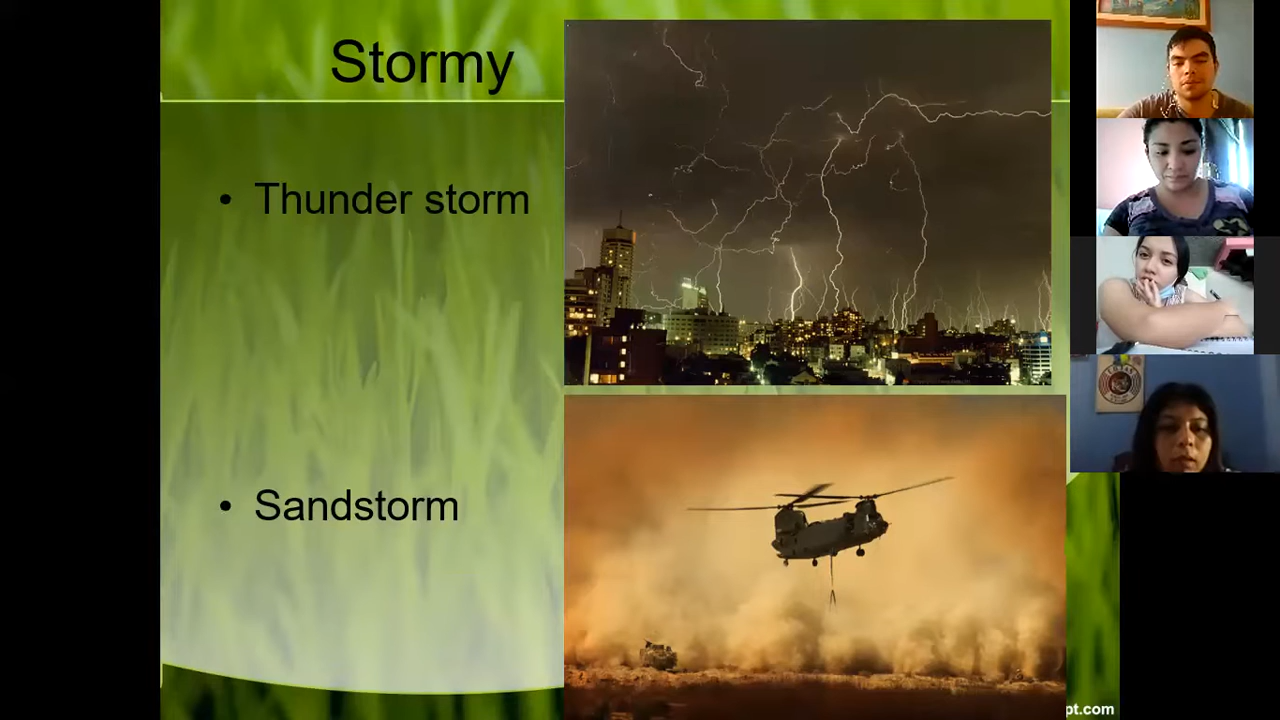 Stormy
• Thunder storm
• Sandstorm
pt.com